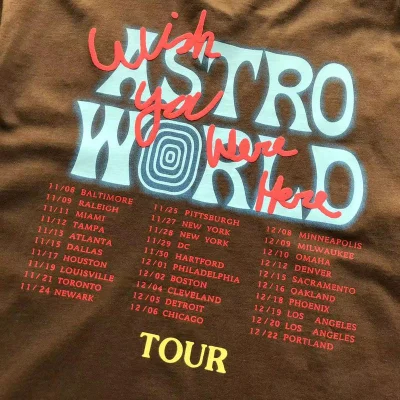 Wish
ASTRO
ya
WORLD
Were
Here
11/08 BALTIMORE
11/09 RALEIGH
11/11 MIAMI
11/12 TAMPA
11/13 ATLANTA
11/15 DALLAS
11/17 HOUSTON
11/19 LOUISVILLE
11/21 TORONTO
11/24 NEWARK
11/25 PITTSBURGH
11/27 NEW YORK
11/28 NEW YORK
11/29 DC
11/30 HARTFORD
12/01 PHILADELPHIA
12/02 BOSTON
12/04 CLEVELAND
12/05 DETROIT
12/06 CHICAGO
12/08 MINNEAPOLIS
12/09 MILWAUKEE
12/10 OMAHA
12/12 DENVER
12/15 SACRAMENTO
12/16 OAKLAND
12/18 PHOENIX
12/19 LOS ANGELES
12/20 LOS ANGELES
12/22 PORTLAND
TOUR